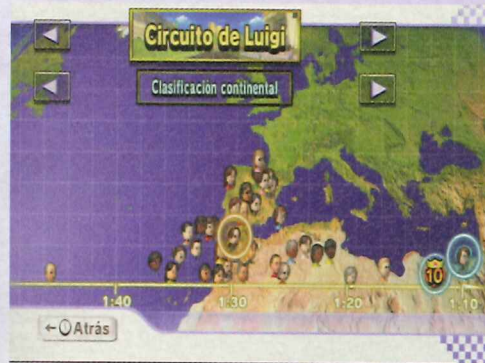 Circuito de Luigi
Clasificación continental
10
1:40 1:30 1:20 1:10
Atrás